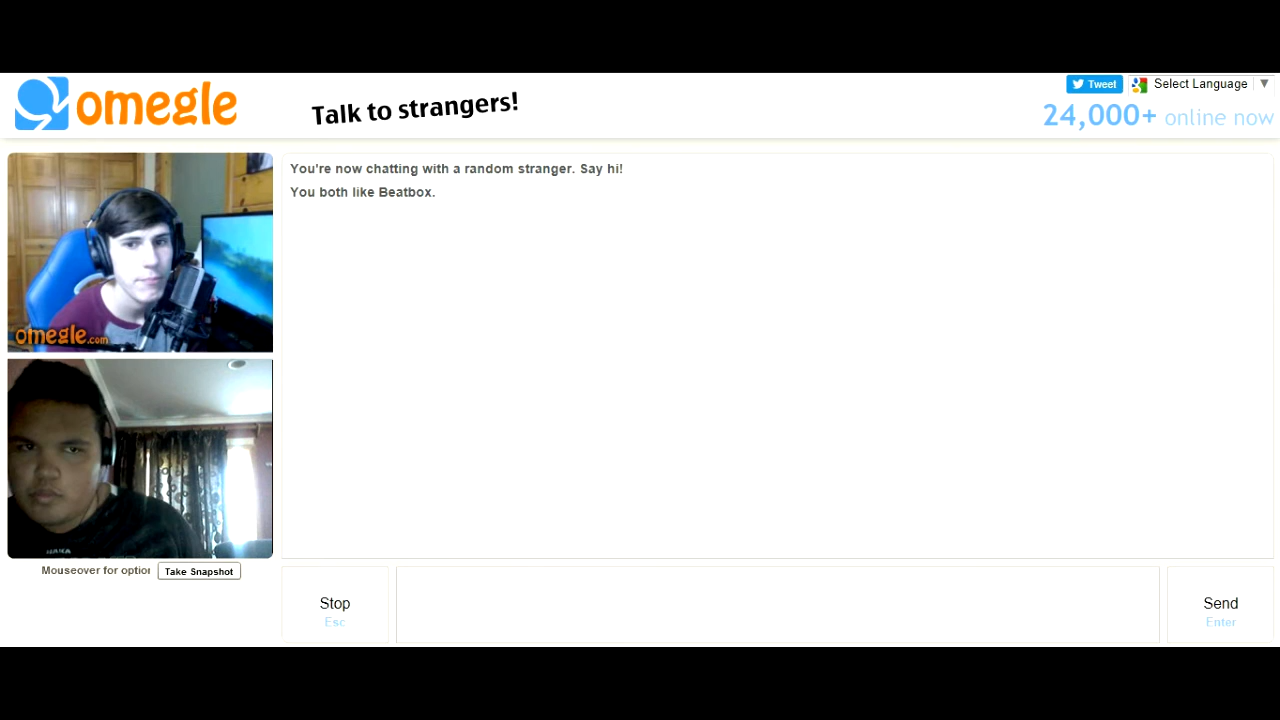 omegle
Talk to strangers!
Tweet
Select Language
24,000+ online now
You're now chatting with a random stranger. Say hi!
You both like Beatbox.
omegle.com
Mouseover for option
Take Snapshot
Stop
Esc
Send
Enter